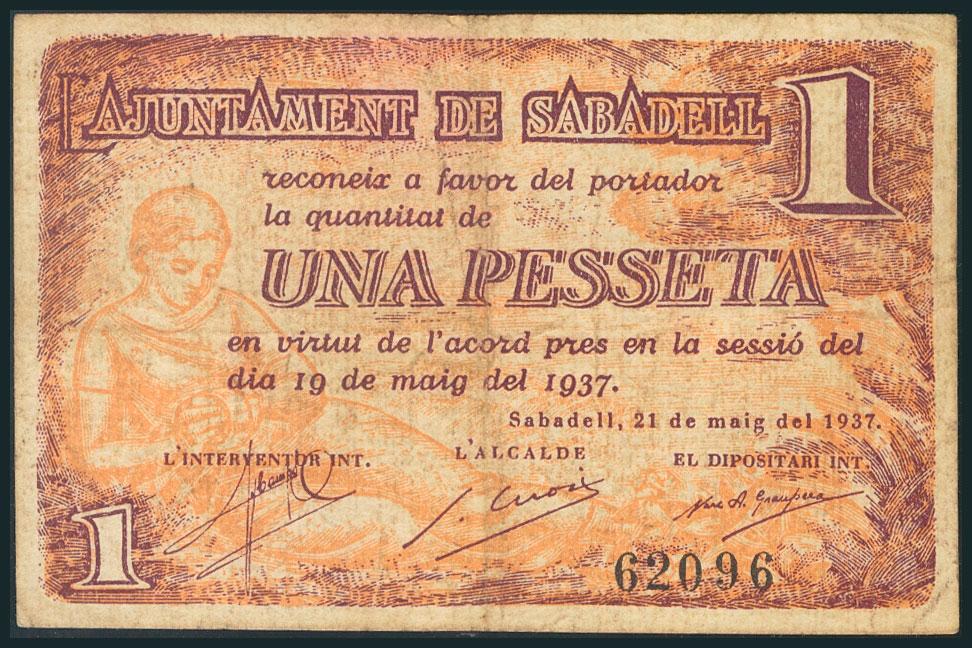 L'AJUNTAMENT DE SABADELL 1
reconeix a favor del portador
la quantitat de
UNA PESSETA
en virtut de l'acord pres en la sessió del
dia 19 de maig del 1937.
Sabadell, 21 de maig del 1937.
L'INTERVENTOR INT. L'ALCALDE EL DIPOSITARI INT.
1
62096